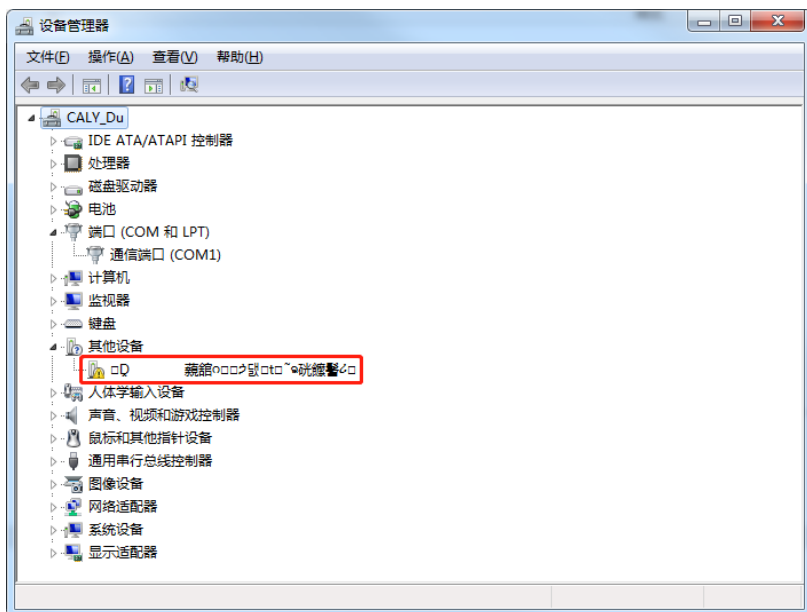 设备管理器
文件(F) 操作(A) 查看(V) 帮助(H)
CALY_Du
IDE ATA/ATAPI 控制器
处理器
磁盘驱动器
电池
端口 (COM 和 LPT)
通信端口 (COM1)
计算机
监视器
键盘
其他设备
人体学输入设备
声音、视频和游戏控制器
鼠标和其他指针设备
通用串行总线控制器
图像设备
网络适配器
系统设备
显示适配器